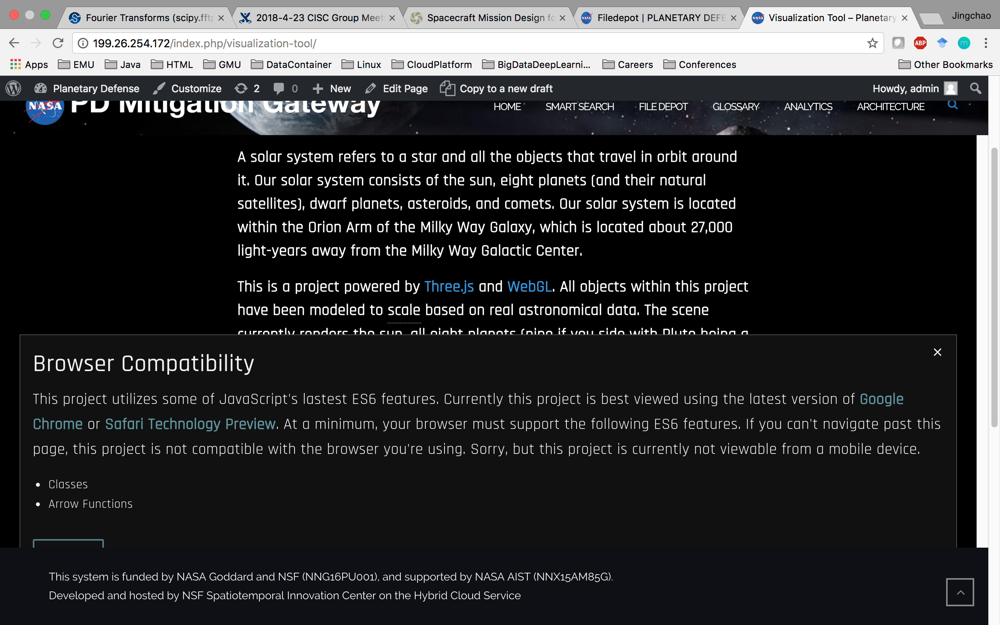 Fourier Transforms (scipy.fftp
2018-4-23 CISC Group Meeti
Spacecraft Mission Design fo
Filedepot | PLANETARY DEFE
Visualization Tool – Planetary
Jingchao
199.26.254.172/index.php/visualization-tool/
ABP
m
Apps
EMU
Java
HTML
GMU
DataContainer
Linux
CloudPlatform
BigDataDeepLearni...
Careers
Conferences
Other Bookmarks
Planetary Defense
Customize
2
0
New
Edit Page
Copy to a new draft
Howdy, admin
NASA
PD Mitigation Gateway
HOME
SMART SEARCH
FILE DEPOT
GLOSSARY
ANALYTICS
ARCHITECTURE
A solar system refers to a star and all the objects that travel in orbit around
it. Our solar system consists of the sun, eight planets (and their natural
satellites), dwarf planets, asteroids, and comets. Our solar system is located
within the Orion Arm of the Milky Way Galaxy, which is located about 27,000
light-years away from the Milky Way Galactic Center.
This is a project powered by Three.js and WebGL. All objects within this project
have been modeled to scale based on real astronomical data. The scene
currently renders the sun, all eight planets (nine if you side with Pluto being a
Browser Compatibility
This project utilizes some of JavaScript's lastest ES6 features. Currently this project is best viewed using the latest version of Google
Chrome or Safari Technology Preview. At a minimum, your browser must support the following ES6 features. If you can't navigate past this
page, this project is not compatible with the browser you're using. Sorry, but this project is currently not viewable from a mobile device.
Classes
Arrow Functions
This system is funded by NASA Goddard and NSF (NNG16PU001), and supported by NASA AIST (NNX15AM85G).
Developed and hosted by NSF Spatiotemporal Innovation Center on the Hybrid Cloud Service